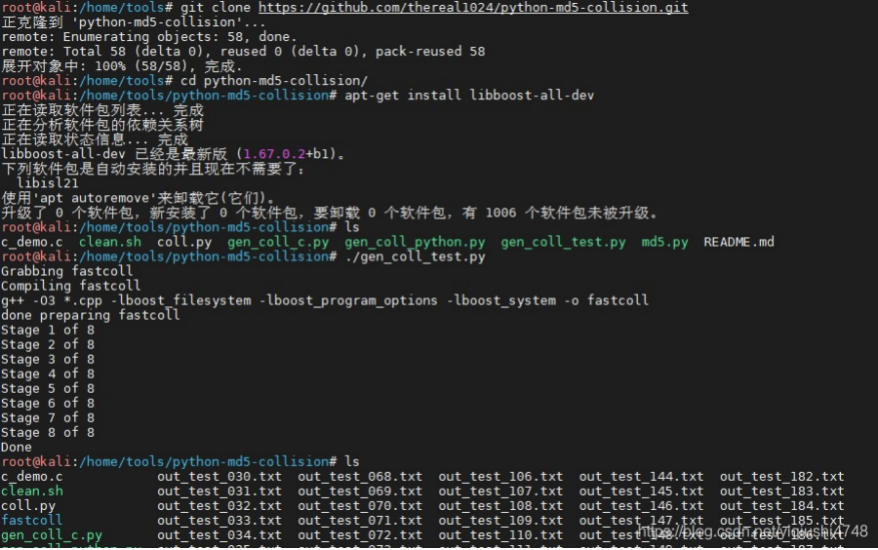 root@kali:/home/tools# git clone https://github.com/thereal1024/python-md5-collision.git
正克隆到 'python-md5-collision'...
remote: Enumerating objects: 58, done.
remote: Total 58 (delta 0), reused 0 (delta 0), pack-reused 58
展开对象中: 100% (58/58), 完成.
root@kali:/home/tools# cd python-md5-collision/
root@kali:/home/tools/python-md5-collision# apt-get install libboost-all-dev
正在读取软件包列表... 完成
正在分析软件包的依赖关系树
正在读取状态信息... 完成
libboost-all-dev 已经是最新版 (1.67.0.2+b1)。
下列软件包是自动安装的并且现在不需要了：
  libisl21
使用'apt autoremove'来卸载它(它们)。
升级了 0 个软件包，新安装了 0 个软件包，要卸载 0 个软件包，有 1006 个软件包未被升级。
root@kali:/home/tools/python-md5-collision# ls
c_demo.c  clean.sh  coll.py  gen_coll_c.py  gen_coll_python.py  gen_coll_test.py  md5.py  README.md
root@kali:/home/tools/python-md5-collision# ./gen_coll_test.py
Grabbing fastcoll
Compiling fastcoll
g++ -O3 *.cpp -lboost_filesystem -lboost_program_options -lboost_system -o fastcoll
done preparing fastcoll
Stage 1 of 8
Stage 2 of 8
Stage 3 of 8
Stage 4 of 8
Stage 5 of 8
Stage 6 of 8
Stage 7 of 8
Stage 8 of 8
Done
root@kali:/home/tools/python-md5-collision# ls
c_demo.c  out_test_030.txt  out_test_068.txt  out_test_106.txt  out_test_144.txt  out_test_182.txt
clean.sh  out_test_031.txt  out_test_069.txt  out_test_107.txt  out_test_145.txt  out_test_183.txt
coll.py  out_test_032.txt  out_test_070.txt  out_test_108.txt  out_test_146.txt  out_test_184.txt
fastcoll  out_test_033.txt  out_test_071.txt  out_test_109.txt  out_test_147.txt  out_test_185.txt
gen_coll_c.py  out_test_034.txt  out_test_072.txt  out_test_110.txt  out_test_148.txt  out_test_186.txt